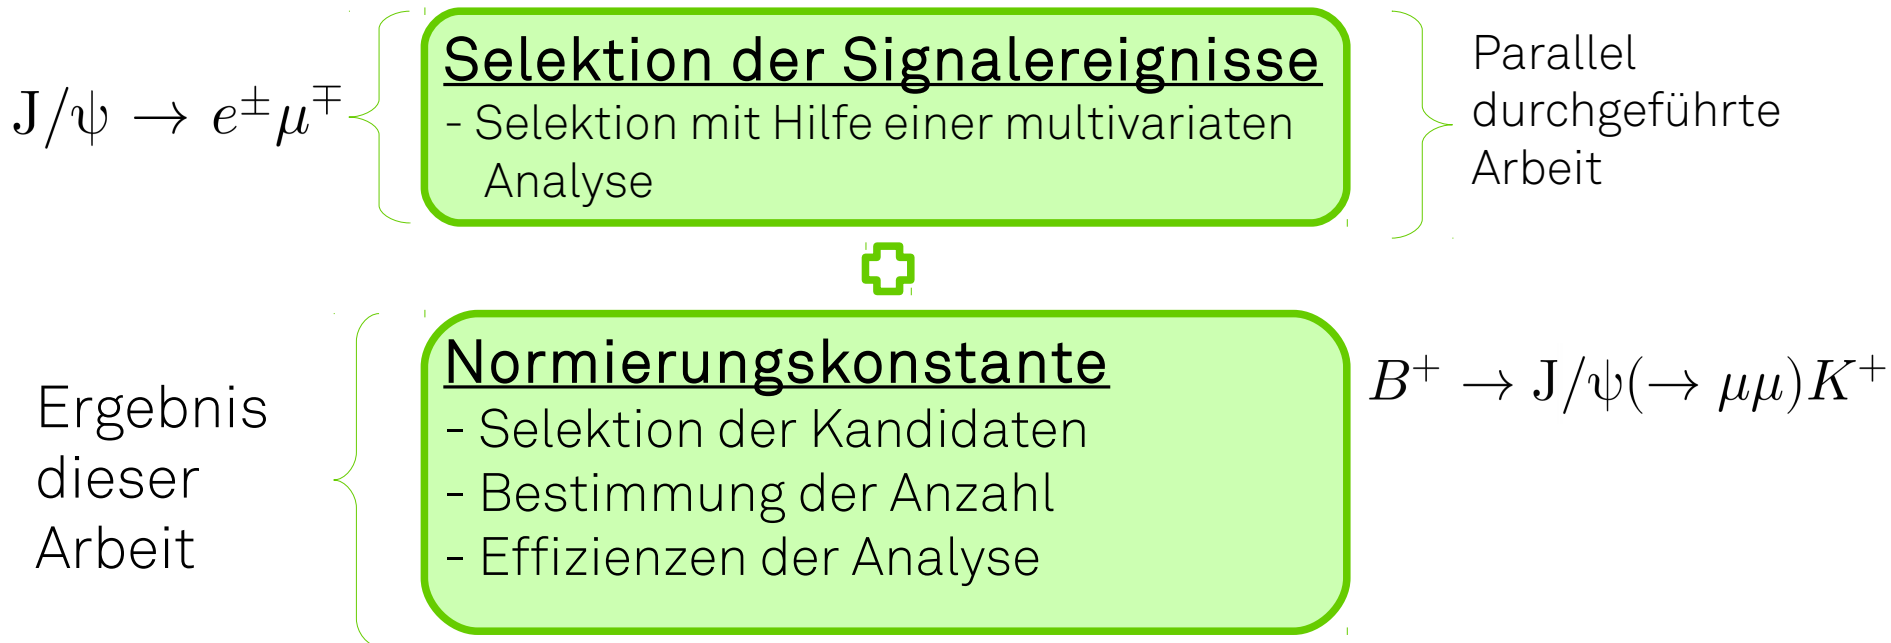 J/ψ → e±μ∓
Selektion der Signalereignisse
- Selektion mit Hilfe einer multivariaten
Analyse
Parallel
durchgeführte
Arbeit
Ergebnis
dieser
Arbeit
Normierungskonstante
- Selektion der Kandidaten
- Bestimmung der Anzahl
- Effizienzen der Analyse
B⁺ → J/ψ(→ μμ)K⁺